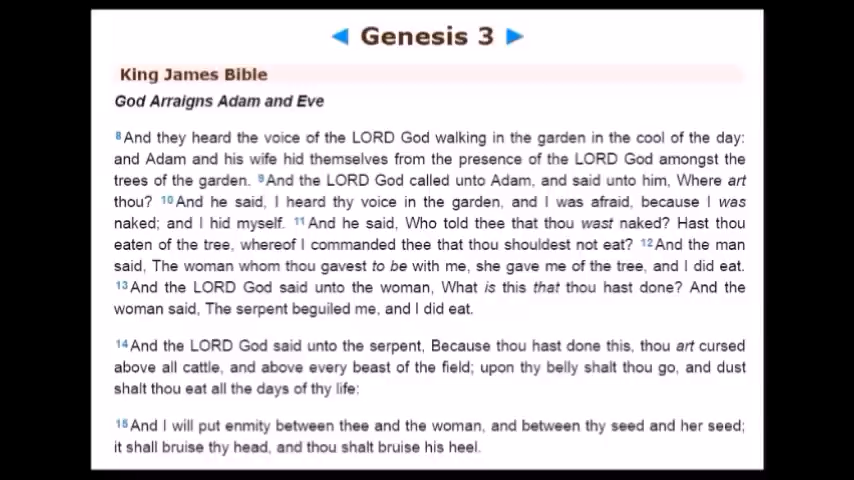 Genesis 3
King James Bible
God Arraigns Adam and Eve
8And they heard the voice of the LORD God walking in the garden in the cool of the day:
and Adam and his wife hid themselves from the presence of the LORD God amongst the
trees of the garden. 9And the LORD God called unto Adam, and said unto him, Where art
thou? 10And he said, I heard thy voice in the garden, and I was afraid, because I was
naked; and I hid myself. 11And he said, Who told thee that thou wast naked? Hast thou
eaten of the tree, whereof I commanded thee that thou shouldest not eat? 12And the man
said, The woman whom thou gavest to be with me, she gave me of the tree, and I did eat.
13And the LORD God said unto the woman, What is this that thou hast done? And the
woman said, The serpent beguiled me, and I did eat.
14And the LORD God said unto the serpent, Because thou hast done this, thou art cursed
above all cattle, and above every beast of the field; upon thy belly shalt thou go, and dust
shalt thou eat all the days of thy life:
15And I will put enmity between thee and the woman, and between thy seed and her seed;
it shall bruise thy head, and thou shalt bruise his heel.